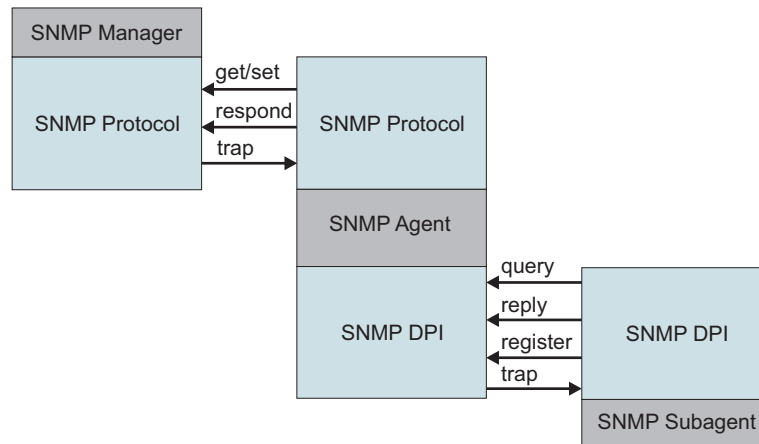 SNMP Manager
SNMP Protocol
get/set
respond
trap
SNMP Protocol
SNMP Agent
SNMP DPI
query
reply
register
trap
SNMP DPI
SNMP Subagent